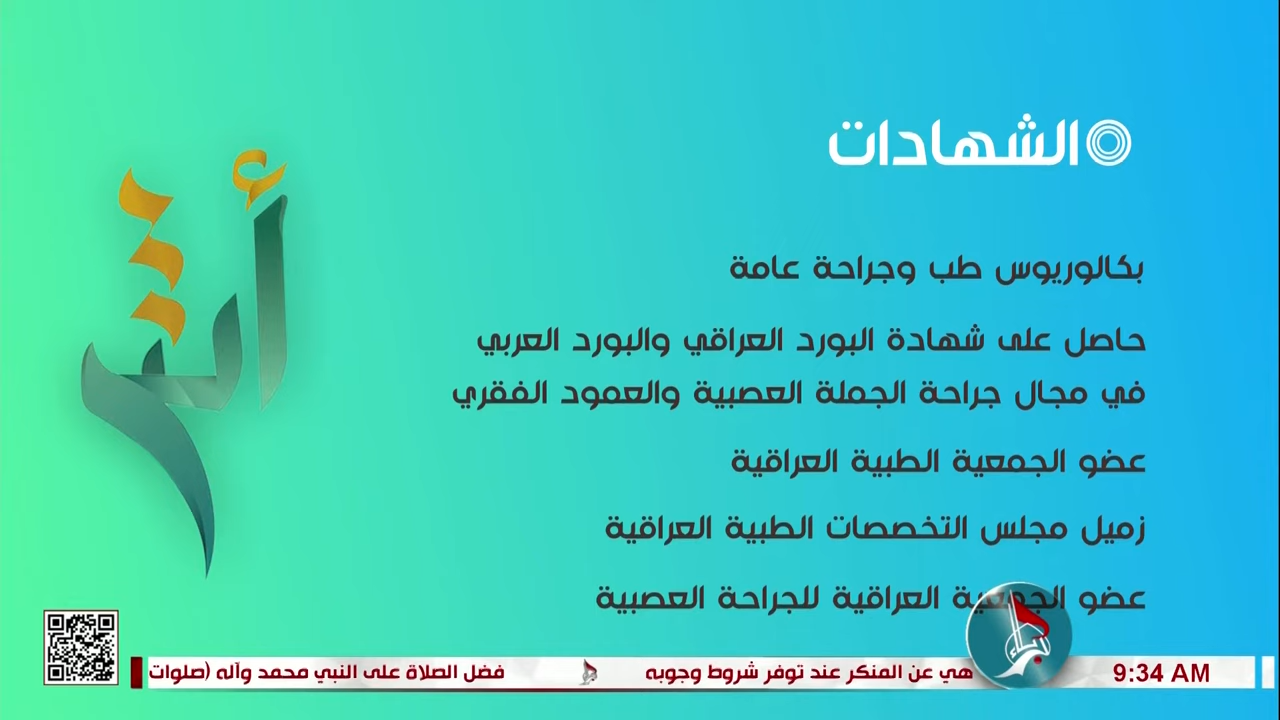 الشهادات
بكالوريوس طب وجراحة عامة
حاصل على شهادة البورد العراقي والبورد العربي
في مجال جراحة الجملة العصبية والعمود الفقري
عضو الجمعية الطبية العراقية
زميل مجلس التخصصات الطبية العراقية
عضو الجمعية العراقية للجراحة العصبية
9:34 AM
هي عن المنكر عند توفر شروط وجوبه
فضل الصلاة على النبي محمد وآله (صلوات